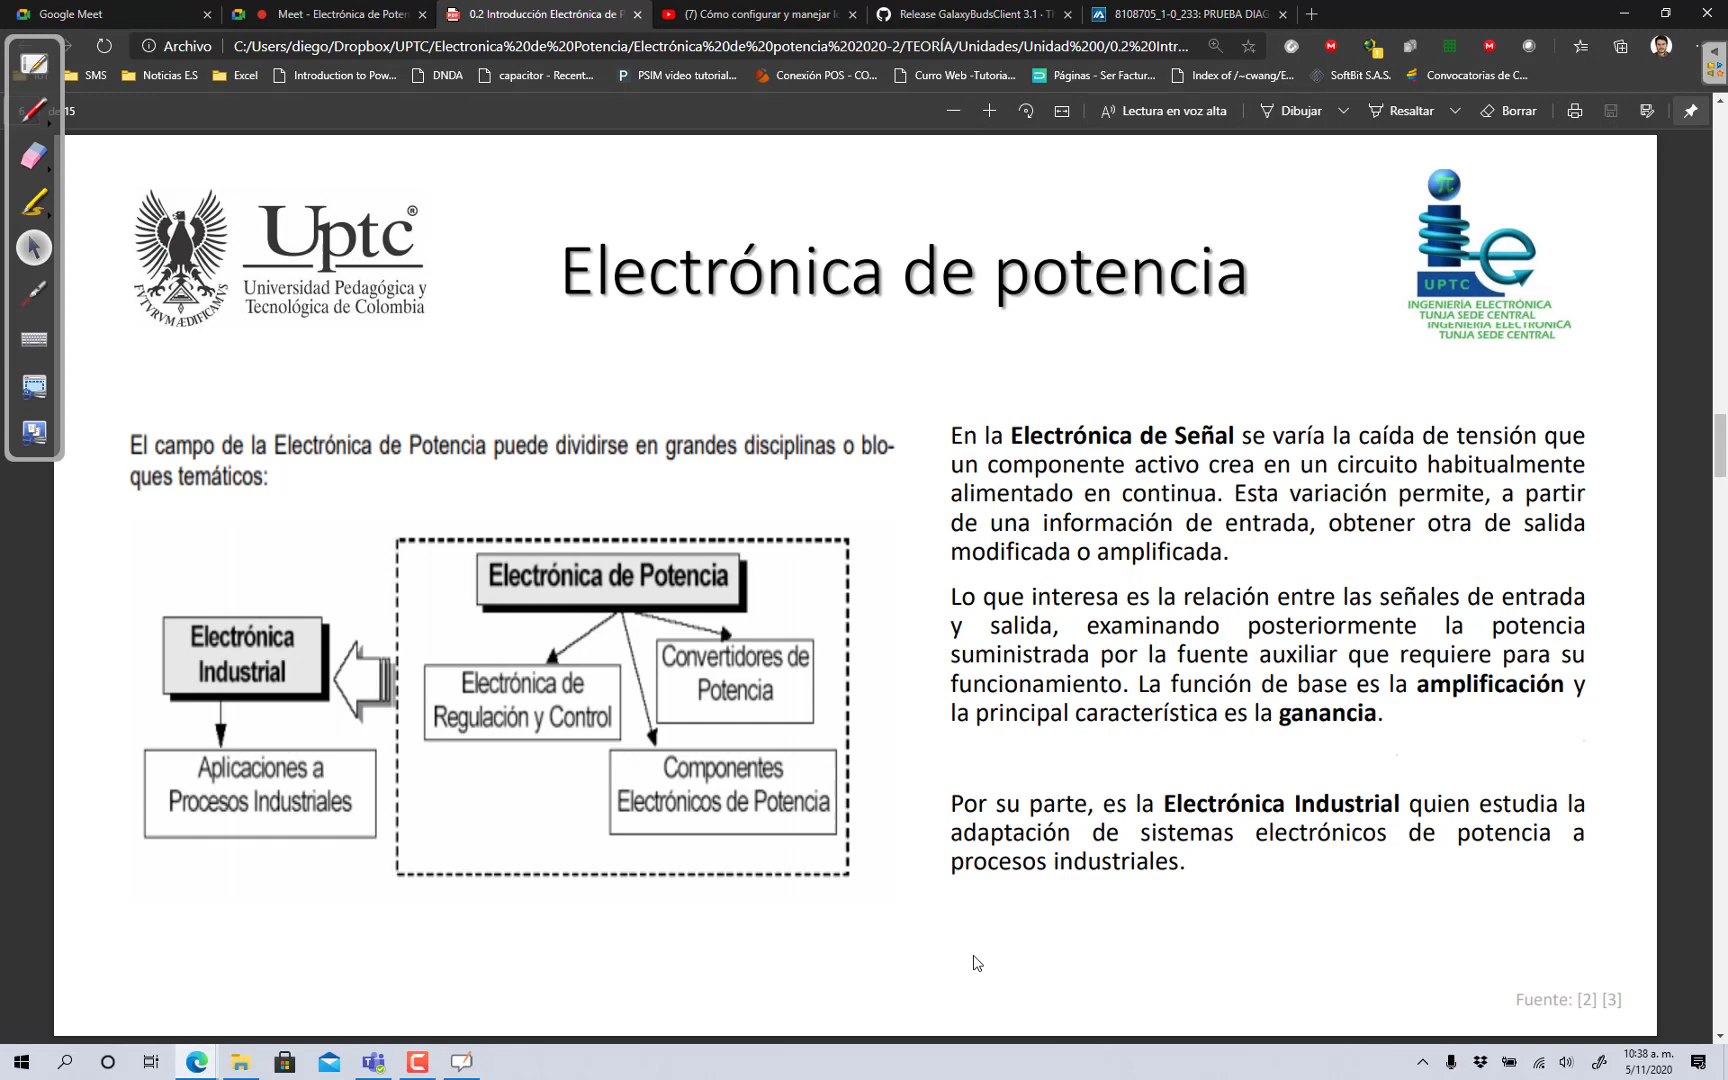 Google Meet
Meet - Electrónica de Poten
0.2 Introducción Electrónica de P
(7) Cómo configurar y manejar l
Release GalaxyBudsClient 3.1 · Th
8108705_1-0_233: PRUEBA DIAG
Archivo
C:/Users/diego/Dropbox/UPTC/Electronica%20de%20Potencia/Electrónica%20de%20potencia%202020-2/TEORÍA/Unidades/Unidad%200/0.2%20Intr...
SMS
Noticias E.S
Excel
Introduction to Pow...
DNDA
capacitor - Recent...
PSIM video tutorial...
Conexión POS - CO...
Curro Web -Tutoria...
Páginas - Ser Factur...
Index of /~cwang/E...
SoftBit S.A.S.
Convocatorias de C...
6 de 15
Lectura en voz alta
Dibujar
Resaltar
Borrar
Uptc®
Universidad Pedagógica y
Tecnológica de Colombia
FVTVRVM ÆDIFICAMVS
Electrónica de potencia
π
UPTC
INGENIERÍA ELECTRÓNICA
TUNJA SEDE CENTRAL
INGENIERÍA ELECTRÓNICA
TUNJA SEDE CENTRAL
El campo de la Electrónica de Potencia puede dividirse en grandes disciplinas o blo-
ques temáticos:
Electrónica de Potencia
Electrónica
Industrial
Convertidores de
Potencia
Electrónica de
Regulación y Control
Aplicaciones a
Procesos Industriales
Componentes
Electrónicos de Potencia
En la Electrónica de Señal se varía la caída de tensión que
un componente activo crea en un circuito habitualmente
alimentado en continua. Esta variación permite, a partir
de una información de entrada, obtener otra de salida
modificada o amplificada.
Lo que interesa es la relación entre las señales de entrada
y salida, examinando posteriormente la potencia
suministrada por la fuente auxiliar que requiere para su
funcionamiento. La función de base es la amplificación y
la principal característica es la ganancia.
Por su parte, es la Electrónica Industrial quien estudia la
adaptación de sistemas electrónicos de potencia a
procesos industriales.
Fuente: [2] [3]
10:38 a. m.
5/11/2020